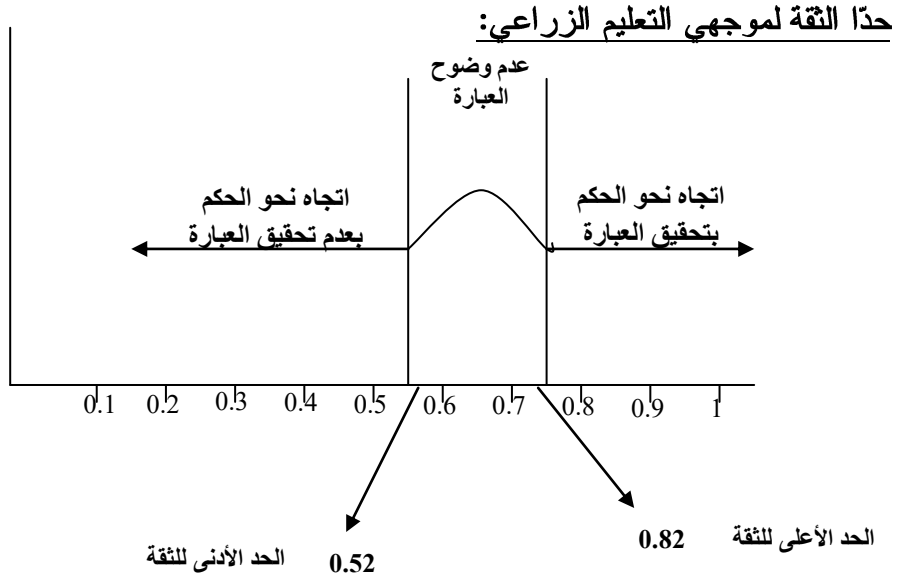 حدّا الثقة لموجهي التعليم الزراعي:
عدم وضوح
العبارة
اتجاه نحو الحكم
بتحقيق العبارة
اتجاه نحو الحكم
بعدم تحقيق العبارة
0.1 0.2 0.3 0.4 0.5 0.6 0.7 0.8 0.9 1
الحد الأعلى للثقة 0.82
0.52 الحد الأدنى للثقة